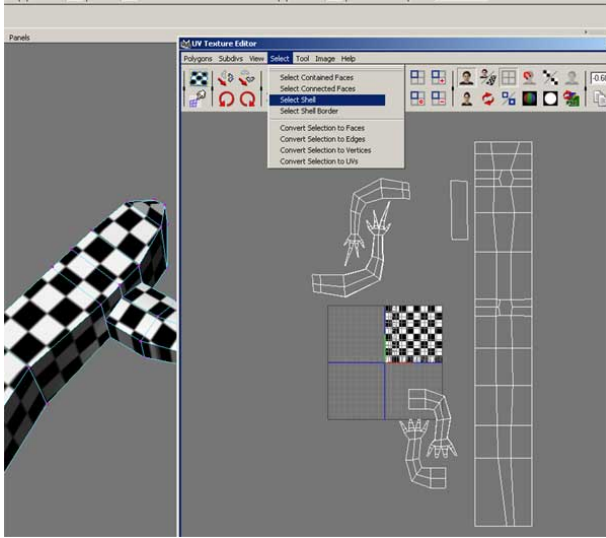 Panels
UV Texture Editor
Polygons Subdivs View Select Tool Image Help
Select Contained Faces
Select Connected Faces
Select Shell
Select Shell Border
Convert Selection to Faces
Convert Selection to Edges
Convert Selection to Vertices
Convert Selection to UVs